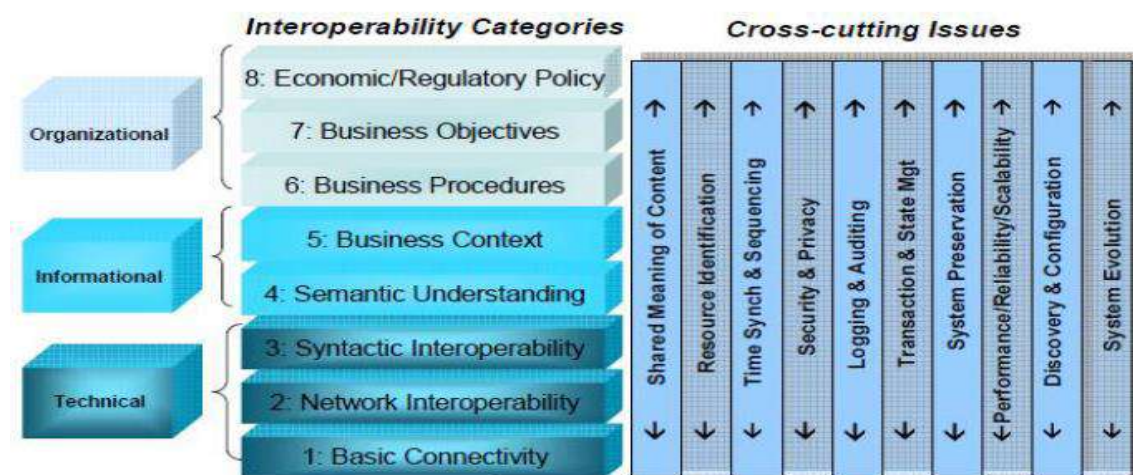 Interoperability Categories
Cross-cutting Issues
Organizational
8: Economic/Regulatory Policy
7: Business Objectives
6: Business Procedures
Informational
5: Business Context
4: Semantic Understanding
Technical
3: Syntactic Interoperability
2: Network Interoperability
1: Basic Connectivity
Shared Meaning of Content
Resource Identification
Time Synch & Sequencing
Security & Privacy
Logging & Auditing
Transaction & State Mgt
System Preservation
Performance/Reliability/Scalability
Discovery & Configuration
System Evolution